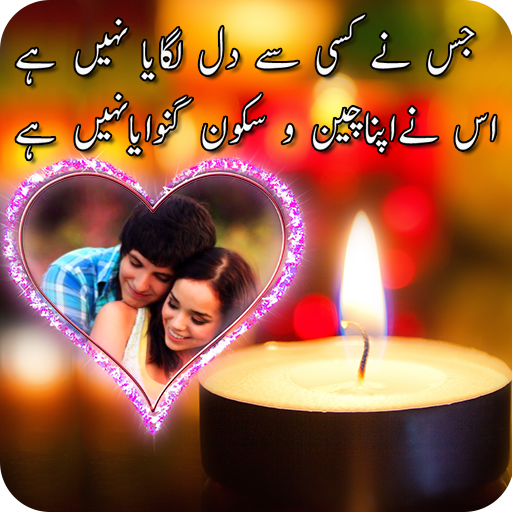 جس نے کسی سے دل لگایا نہیں ہے
اس نے اپنا چین و سکون گنوایا نہیں ہے